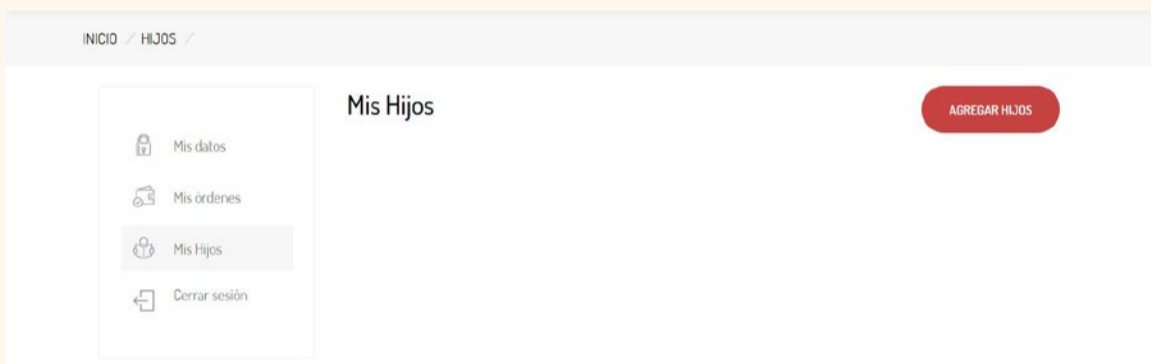 INICIO / HIJOS /
Mis datos
Mis órdenes
Mis Hijos
Cerrar sesión
Mis Hijos
AGREGAR HIJOS